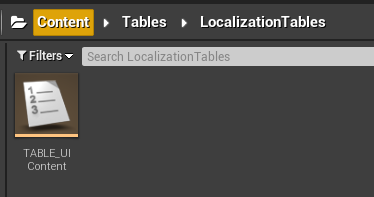 Content Tables LocalizationTables
Filters Search LocalizationTables
1
2
3
TABLE_UI
Content